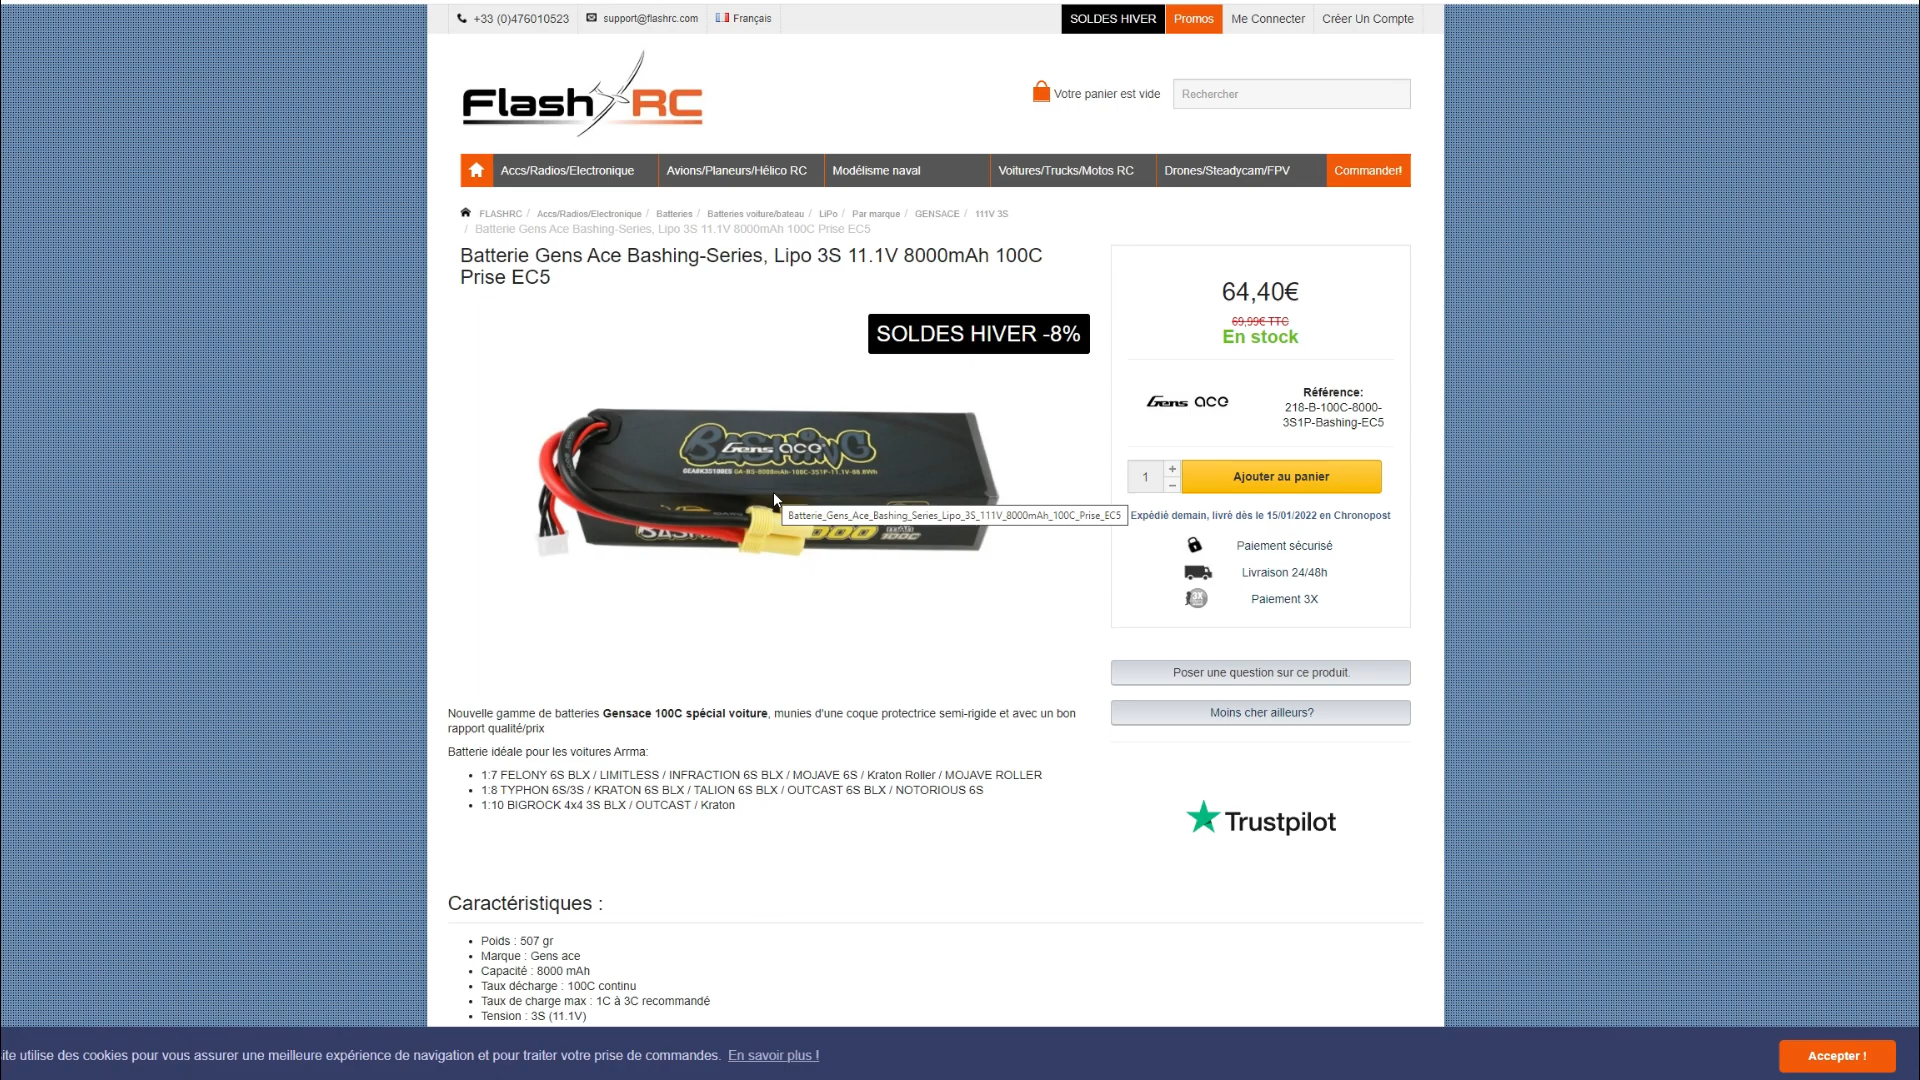 +33 (0)476010523
support@flashrc.com
Français
SOLDES HIVER
Promos
Me Connecter
Créer Un Compte
Flash RC
Votre panier est vide
Rechercher
Accs/Radios/Electronique
Avions/Planeurs/Hélico RC
Modélisme naval
Voitures/Trucks/Motos RC
Drones/Steadycam/FPV
Commander!
FLASHRC / Accs/Radios/Electronique / Batteries / Batteries voiture/bateau / LiPo / Par marque / GENSACE / 111V 3S
/ Batterie Gens Ace Bashing-Series, Lipo 3S 11.1V 8000mAh 100C Prise EC5
Batterie Gens Ace Bashing-Series, Lipo 3S 11.1V 8000mAh 100C
Prise EC5
SOLDES HIVER -8%
BASHING
Gens ace
Batterie_Gens_Ace_Bashing_Series_Lipo_3S_111V_8000mAh_100C_Prise_EC5
100C
64,40€
69,99€ TTC
En stock
Gens ace
Référence:
218-B-100C-8000-
3S1P-Bashing-EC5
1
+
−
Ajouter au panier
Expédié demain, livré dès le 15/01/2022 en Chronopost
Paiement sécurisé
Livraison 24/48h
3X
Paiement 3X
Poser une question sur ce produit.
Moins cher ailleurs?
Trustpilot
Nouvelle gamme de batteries Gensace 100C spécial voiture, munies d'une coque protectrice semi-rigide et avec un bon
rapport qualité/prix
Batterie idéale pour les voitures Arrma:
• 1:7 FELONY 6S BLX / LIMITLESS / INFRACTION 6S BLX / MOJAVE 6S / Kraton Roller / MOJAVE ROLLER
• 1:8 TYPHON 6S/3S / KRATON 6S BLX / TALION 6S BLX / OUTCAST 6S BLX / NOTORIOUS 6S
• 1:10 BIGROCK 4x4 3S BLX / OUTCAST / Kraton
Caractéristiques :
• Poids : 507 gr
• Marque : Gens ace
• Capacité : 8000 mAh
• Taux décharge : 100C continu
• Taux de charge max : 1C à 3C recommandé
• Tension : 3S (11.1V)
ite utilise des cookies pour vous assurer une meilleure expérience de navigation et pour traiter votre prise de commandes. En savoir plus !
Accepter !